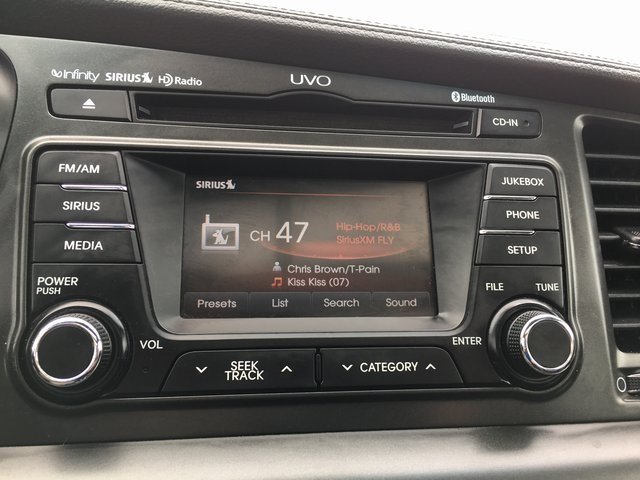 Infinity SIRIUS HD Radio
UVO
Bluetooth
CD-IN
FM/AM
SIRIUS
MEDIA
POWER
PUSH
VOL
SIRIUS
CH 47
Hip-Hop/R&B
SiriusXM FLY
Chris Brown/T-Pain
Kiss Kiss (07)
Presets List Search Sound
JUKEBOX
PHONE
SETUP
FILE TUNE
ENTER
SEEK
TRACK
CATEGORY